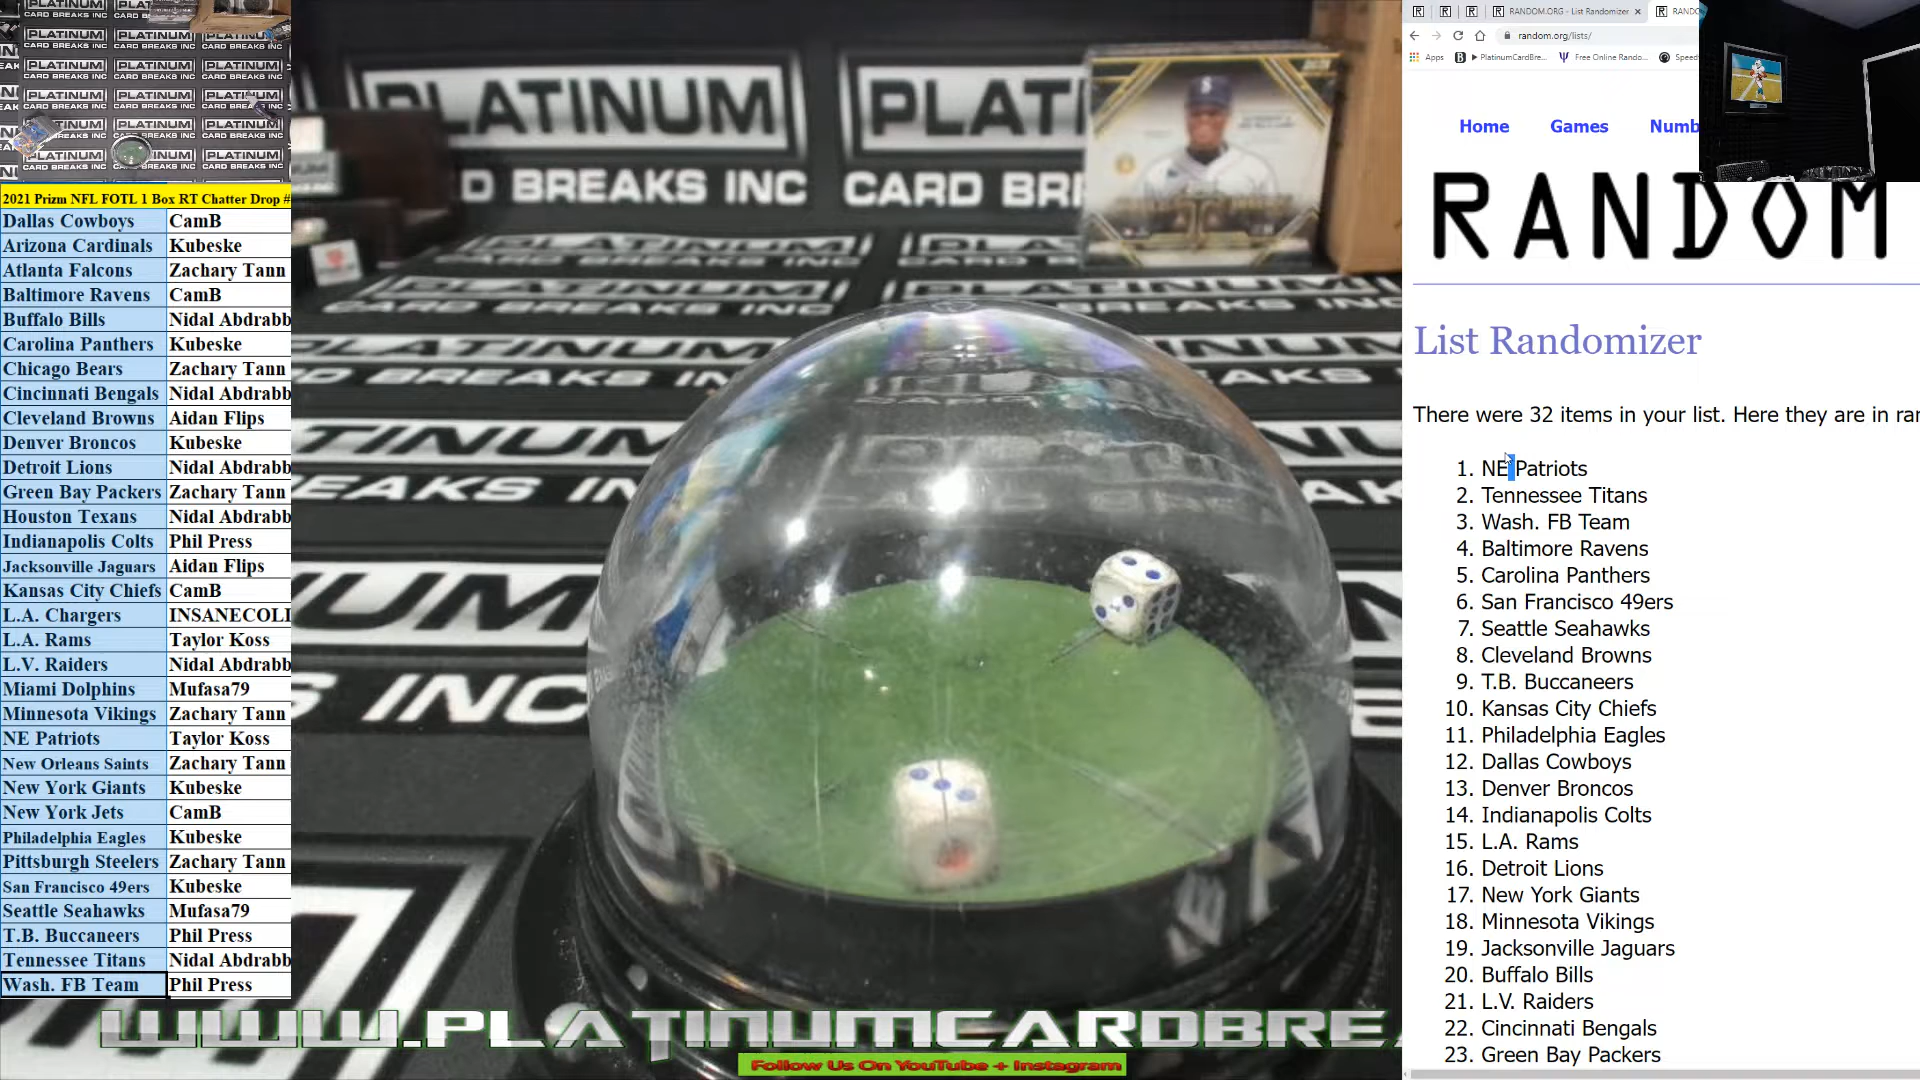 2021 Prizm NFL FOTL 1 Box RT Chatter Drop #
Dallas Cowboys CamB
Arizona Cardinals Kubeske
Atlanta Falcons Zachary Tann
Baltimore Ravens CamB
Buffalo Bills Nidal Abdrabb
Carolina Panthers Kubeske
Chicago Bears Zachary Tann
Cincinnati Bengals Nidal Abdrabb
Cleveland Browns Aidan Flips
Denver Broncos Kubeske
Detroit Lions Nidal Abdrabb
Green Bay Packers Zachary Tann
Houston Texans Nidal Abdrabb
Indianapolis Colts Phil Press
Jacksonville Jaguars Aidan Flips
Kansas City Chiefs CamB
L.A. Chargers INSANECOLL
L.A. Rams Taylor Koss
L.V. Raiders Nidal Abdrabb
Miami Dolphins Mufasa79
Minnesota Vikings Zachary Tann
NE Patriots Taylor Koss
New Orleans Saints Zachary Tann
New York Giants Kubeske
New York Jets CamB
Philadelphia Eagles Kubeske
Pittsburgh Steelers Zachary Tann
San Francisco 49ers Kubeske
Seattle Seahawks Mufasa79
T.B. Buccaneers Phil Press
Tennessee Titans Nidal Abdrabb
Wash. FB Team Phil Press
PLATINUM PLATI
D BREAKS INC CARD BR
WWW.PLATINUMCARDBREA
Follow Us On YouTube + Instagram
RANDOM.ORG - List Randomizer RANDO
random.org/lists/
Apps PlatinumCardBre... Free Online Rando... Speed
Home Games Numb
RANDOM
List Randomizer
There were 32 items in your list. Here they are in ran
1. NE Patriots
2. Tennessee Titans
3. Wash. FB Team
4. Baltimore Ravens
5. Carolina Panthers
6. San Francisco 49ers
7. Seattle Seahawks
8. Cleveland Browns
9. T.B. Buccaneers
10. Kansas City Chiefs
11. Philadelphia Eagles
12. Dallas Cowboys
13. Denver Broncos
14. Indianapolis Colts
15. L.A. Rams
16. Detroit Lions
17. New York Giants
18. Minnesota Vikings
19. Jacksonville Jaguars
20. Buffalo Bills
21. L.V. Raiders
22. Cincinnati Bengals
23. Green Bay Packers